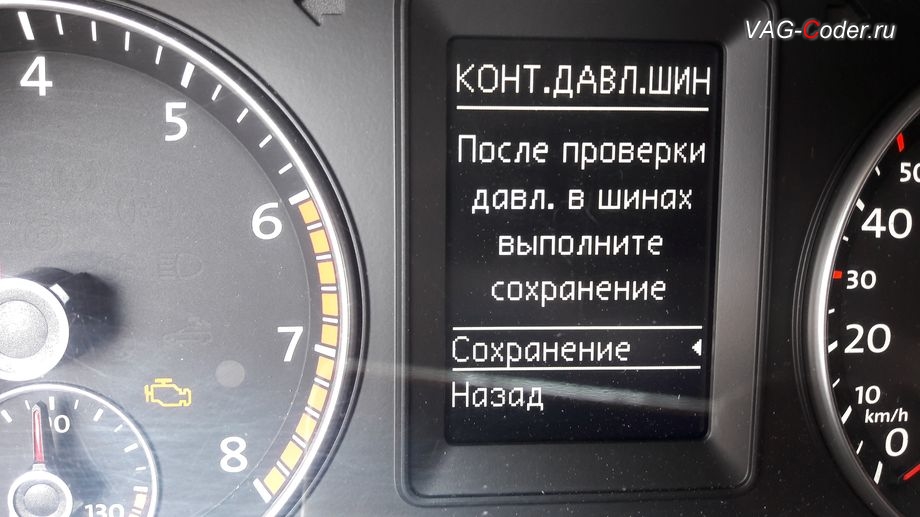 VAG-Coder.ru
КОНТ.ДАВЛ.ШИН
После проверки
давл. в шинах
выполните
сохранение
Сохранение
Назад
4
5
6
7
8
130
50
40
30
20
10
km/h
0